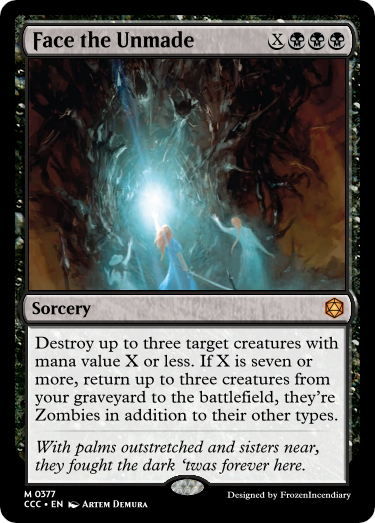 Face the Unmade X
Sorcery
Destroy up to three target creatures with
mana value X or less. If X is seven or
more, return up to three creatures from
your graveyard to the battlefield, they’re
Zombies in addition to their other types.
With palms outstretched and sisters near,
they fought the dark ‘twas forever here.
M 0377
CCC • EN Artem Demura
Designed by FrozenIncendiary